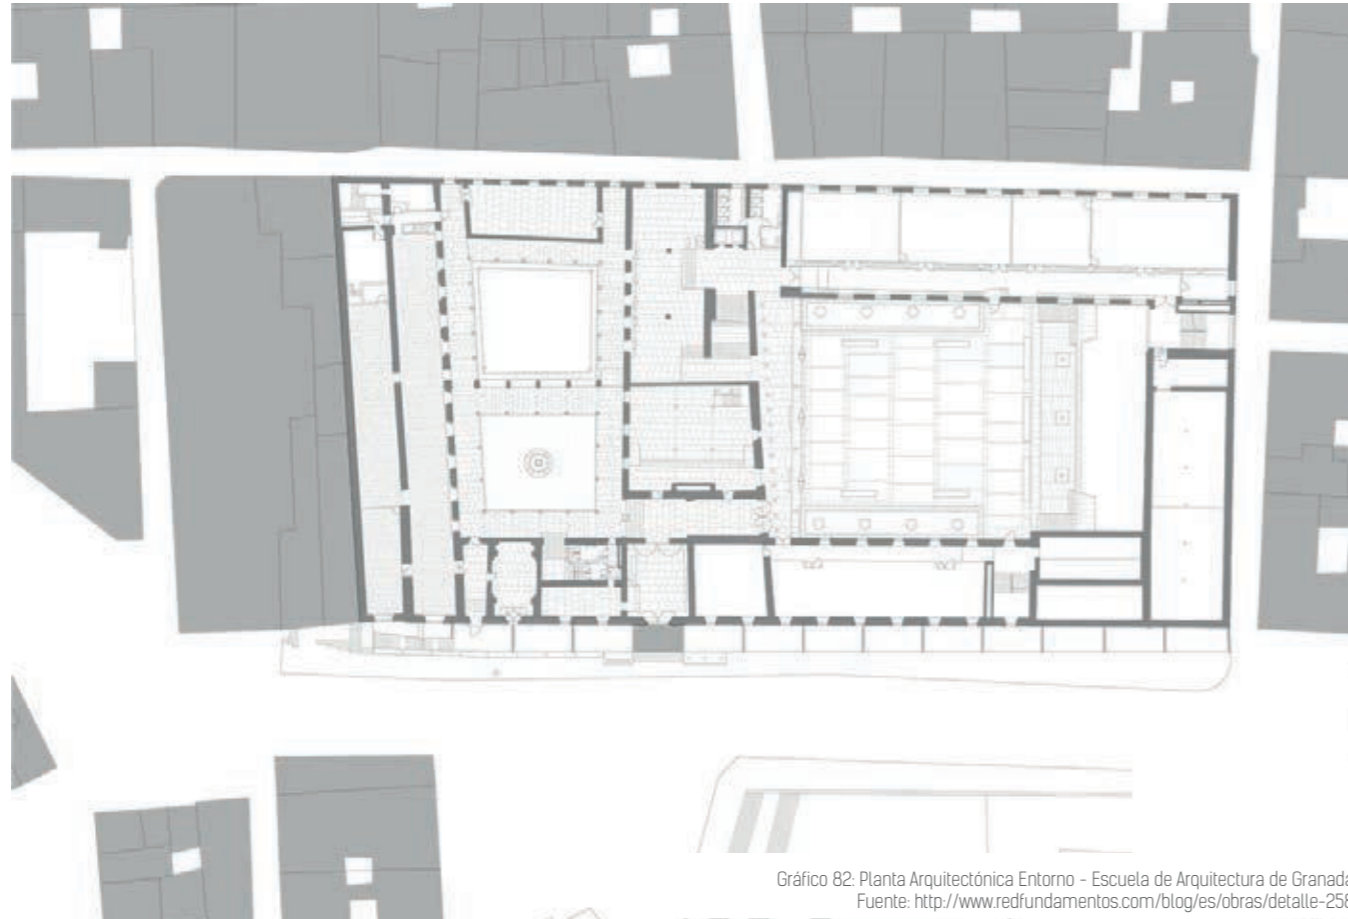 Gráfico 82: Planta Arquitectónica Entorno - Escuela de Arquitectura de Granada
Fuente: http://www.redfundamentos.com/blog/es/obras/detalle-258